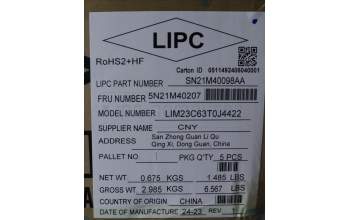 LIPC
RoHS2+HF
Carton ID 0511492406040001
LIPC PART NUMBER SN21M40098AA
FRU NUMBER 5N21M40207
MODEL NUMBER LIM23C63T0J4422
SUPPLIER NAME CNY
ADDRESS San Zhong Guan Li Qu
Qing Xi, Dong Guan, China
PALLET NO PKG Q'TY 5 PCS
NET WT 0.675 KGS 1.485 LBS
GROSS WT 2.985 KGS 6.567 LBS
COUNTRY OF ORIGIN CHINA
DATE OF MANUFACTURE 24-23 REV